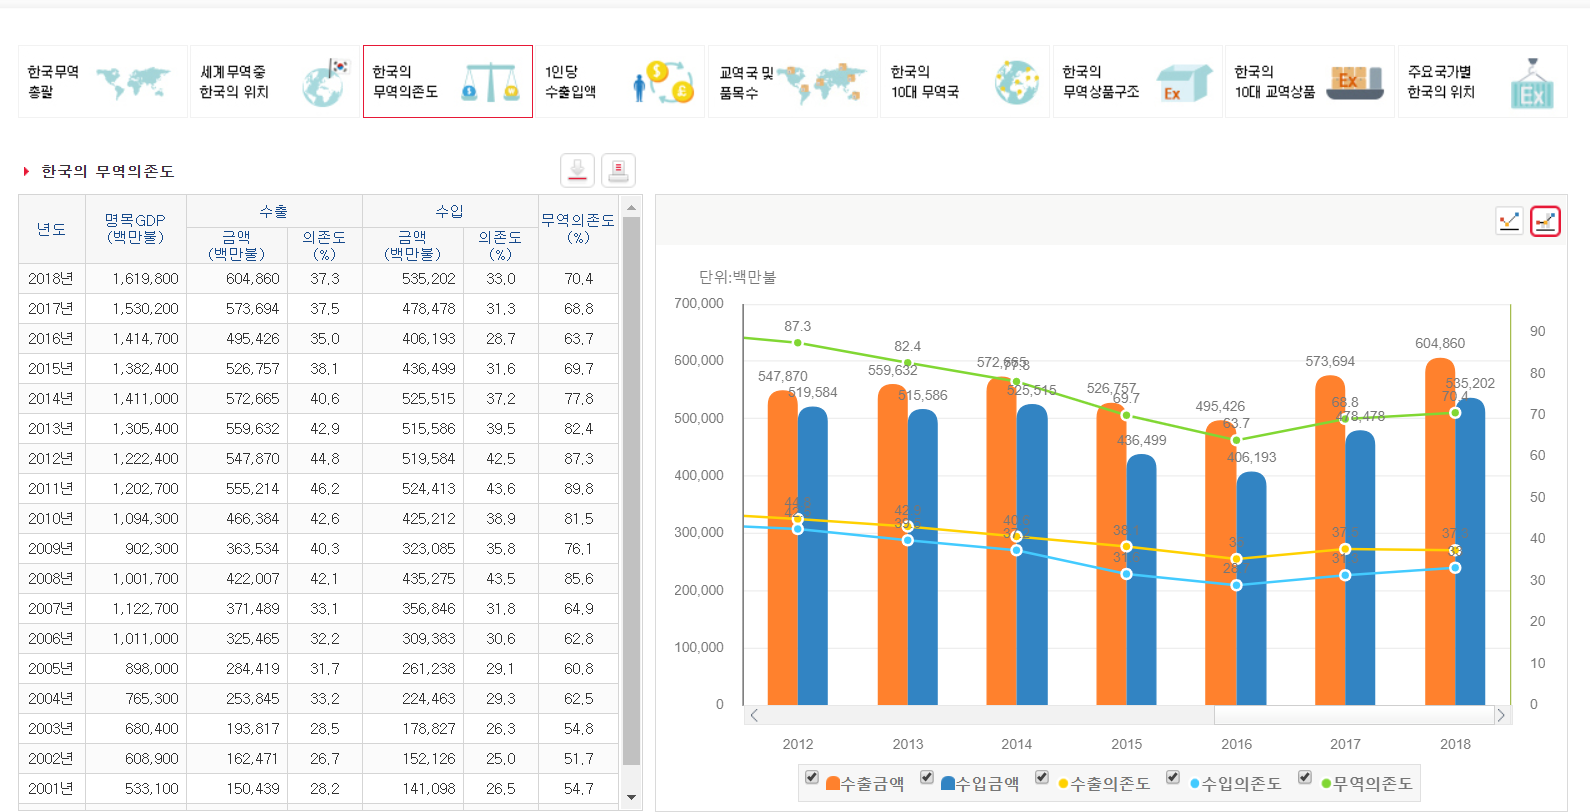 한국무역
총괄
세계무역중
한국의 위치
한국의
무역의존도
1인당
수출입액
교역국 및
품목수
한국의
10대 무역국
한국의
무역상품구조
Ex
한국의
10대 교역상품
Ex
주요국가별
한국의 위치
Ex
한국의 무역의존도
년도 명목GDP (백만불) 수출 수입 무역의존도 (%)
금액 (백만불) 의존도 (%) 금액 (백만불) 의존도 (%)
2018년 1,619,800 604,860 37.3 535,202 33.0 70.4
2017년 1,530,200 573,694 37.5 478,478 31.3 68.8
2016년 1,414,700 495,426 35.0 406,193 28.7 63.7
2015년 1,382,400 526,757 38.1 436,499 31.6 69.7
2014년 1,411,000 572,665 40.6 525,515 37.2 77.8
2013년 1,305,400 559,632 42.9 515,586 39.5 82.4
2012년 1,222,400 547,870 44.8 519,584 42.5 87.3
2011년 1,202,700 555,214 46.2 524,413 43.6 89.8
2010년 1,094,300 466,384 42.6 425,212 38.9 81.5
2009년 902,300 363,534 40.3 323,085 35.8 76.1
2008년 1,001,700 422,007 42.1 435,275 43.5 85.6
2007년 1,122,700 371,489 33.1 356,846 31.8 64.9
2006년 1,011,000 325,465 32.2 309,383 30.6 62.8
2005년 898,000 284,419 31.7 261,238 29.1 60.8
2004년 765,300 253,845 33.2 224,463 29.3 62.5
2003년 680,400 193,817 28.5 178,827 26.3 54.8
2002년 608,900 162,471 26.7 152,126 25.0 51.7
2001년 533,100 150,439 28.2 141,098 26.5 54.7
단위:백만불
700,000
600,000
500,000
400,000
300,000
200,000
100,000
0
90
80
70
60
50
40
30
20
10
0
87.3
547,870
519,584
82.4
559,632
515,586
572,665
77.8
525,515
526,757
69.7
436,499
495,426
63.7
406,193
573,694
68.8
478,478
604,860
535,202
70.4
2012 2013 2014 2015 2016 2017 2018
수출금액 수입금액 수출의존도 수입의존도 무역의존도